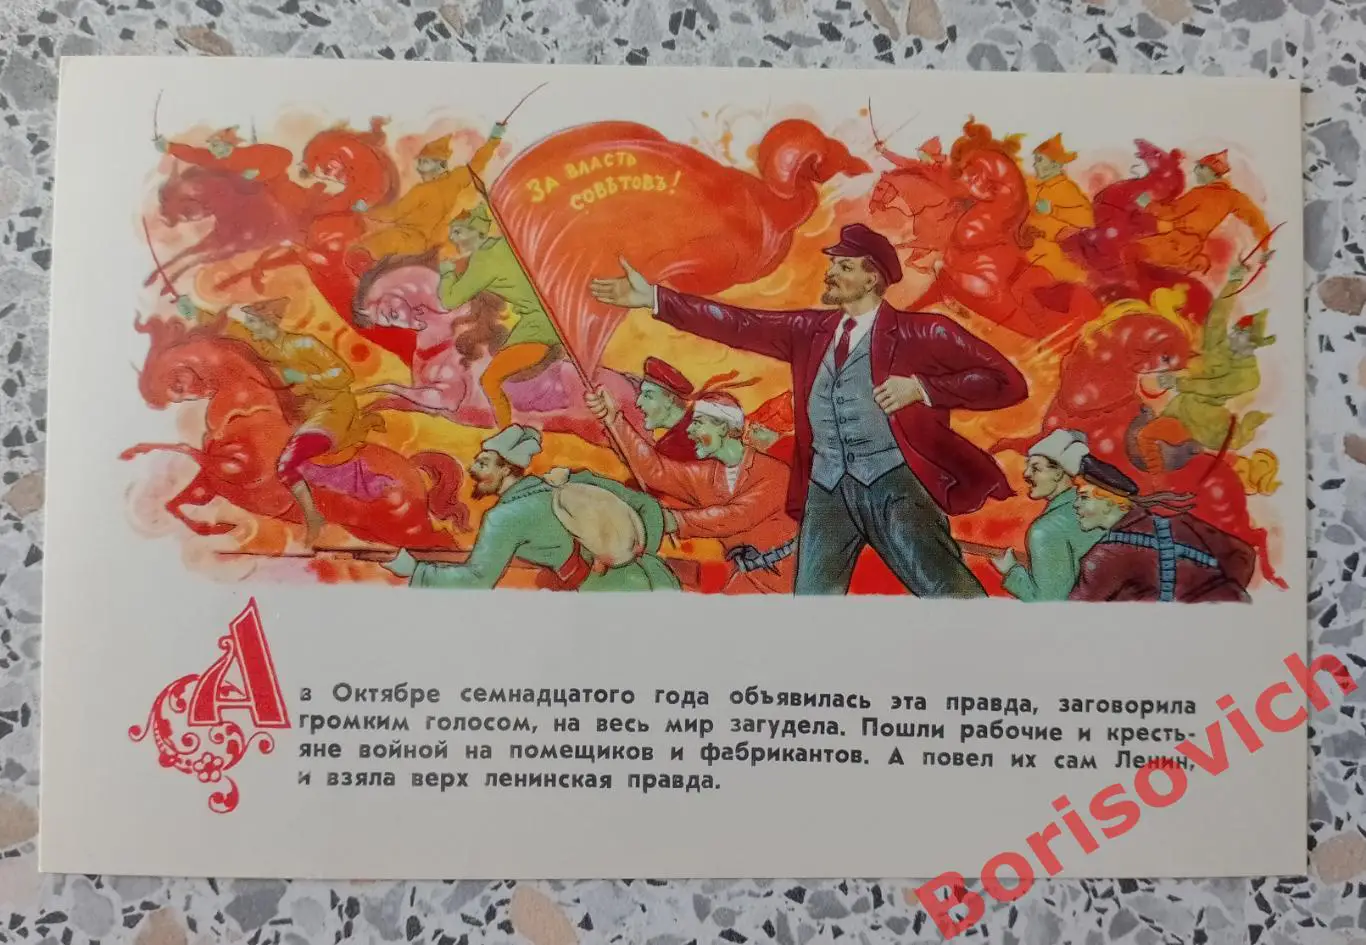 ЗА ВЛАСТЬ
СОВѢТОВЪ!
А в Октябре семнадцатого года объявилась эта правда, заговорила
громким голосом, на весь мир загудела. Пошли рабочие и кресть-
яне войной на помещиков и фабрикантов. А повел их сам Ленин,
и взяла верх ленинская правда.
Borisovich